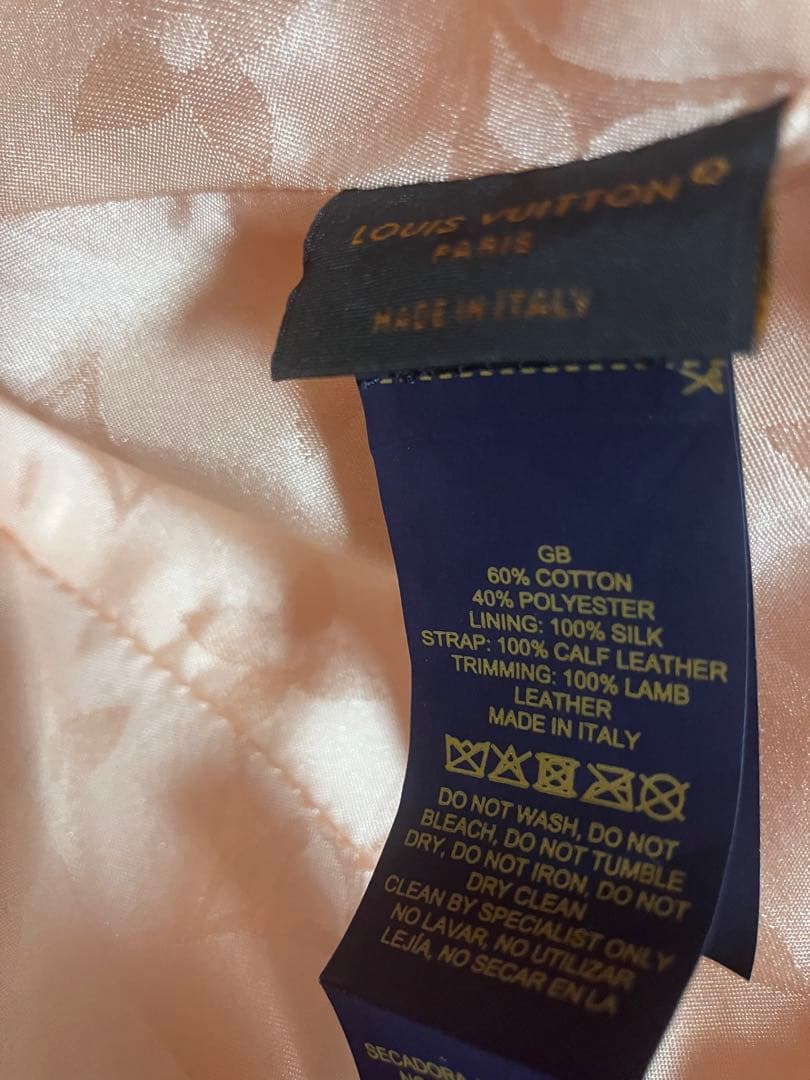 LOUIS VUITTON
PARIS
MADE IN ITALY
GB
60% COTTON
40% POLYESTER
LINING: 100% SILK
STRAP: 100% CALF LEATHER
TRIMMING: 100% LAMB
LEATHER
MADE IN ITALY
DO NOT WASH, DO NOT
BLEACH, DO NOT TUMBLE
DRY, DO NOT IRON, DO NOT
DRY CLEAN
CLEAN BY SPECIALIST ONLY
NO LAVAR, NO UTILIZAR
LEJÍA, NO SECAR EN LA
SECADORA